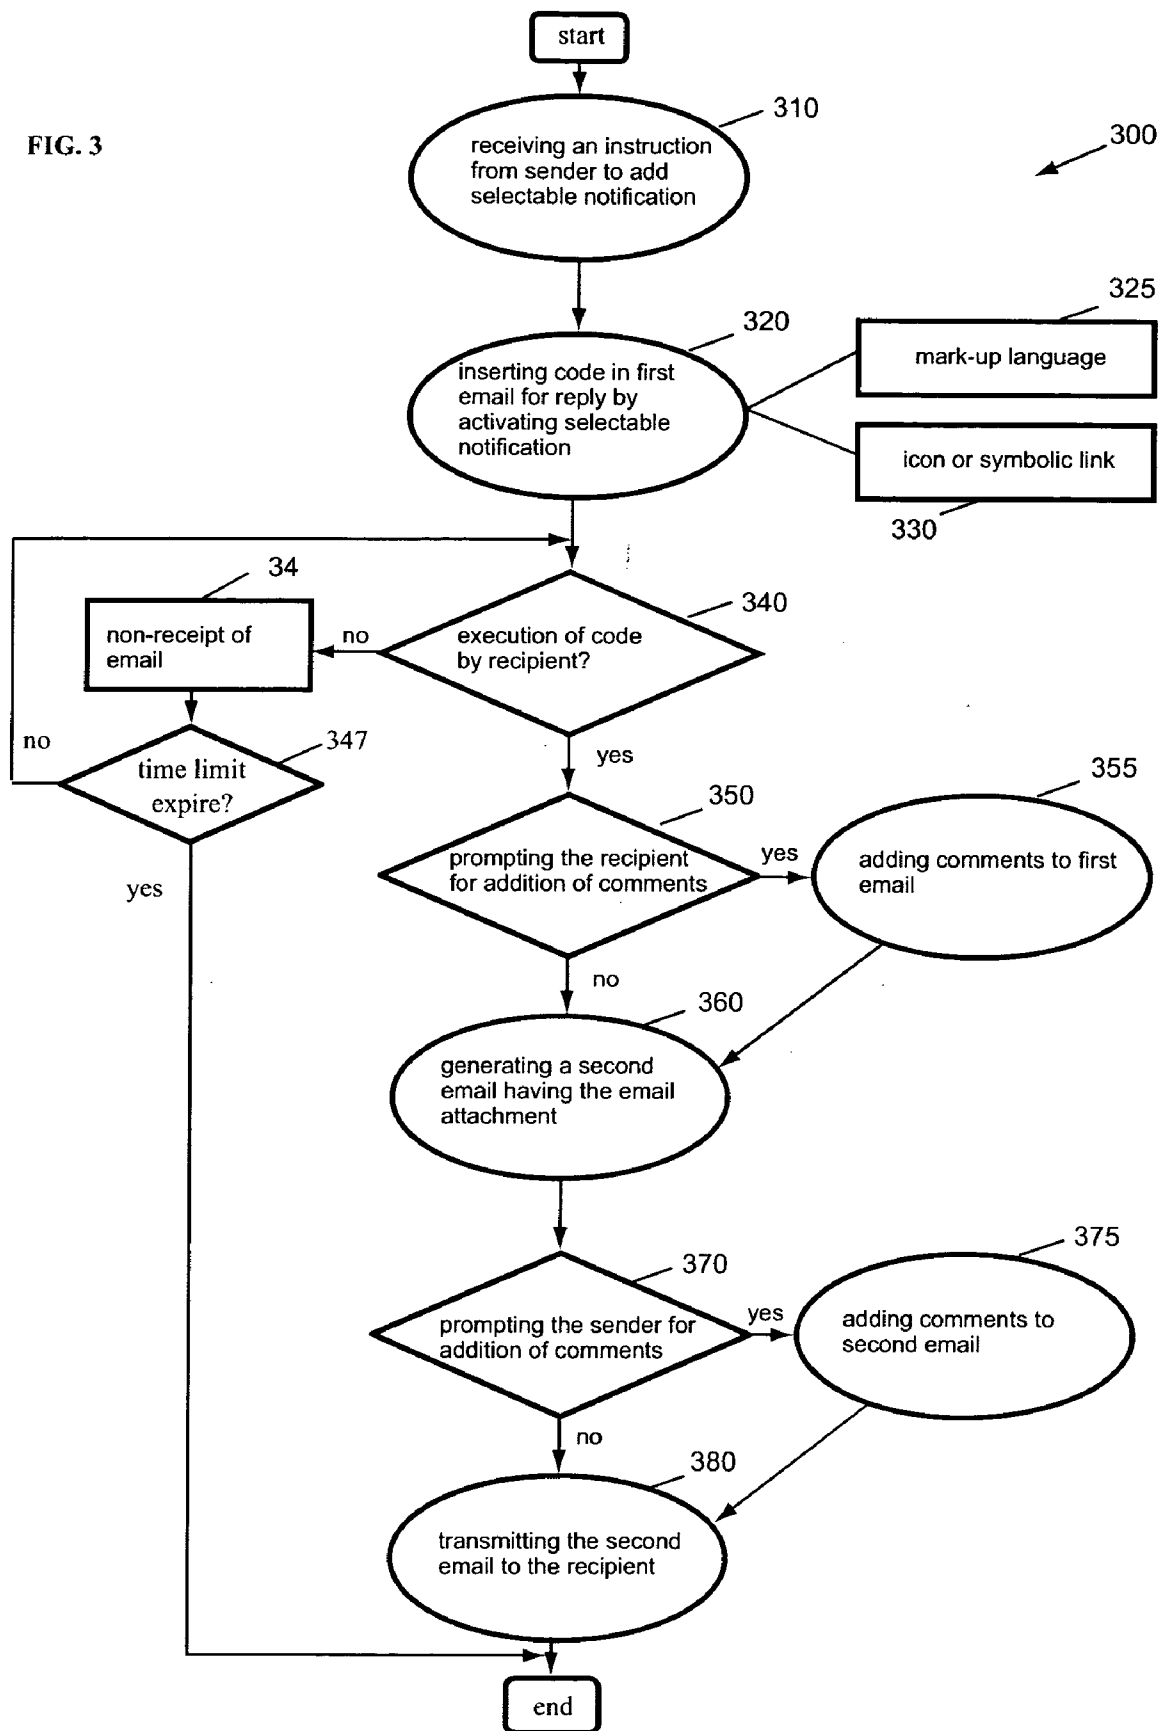 start
310
FIG. 3
receiving an instruction
from sender to add
selectable notification
300
325
320
mark-up language
inserting code in first
email for reply by
activating selectable
notification
icon or symbolic link
330
34
340
non-receipt of
email
no
execution of code
by recipient?
no
347
yes
time limit
expire?
355
350
prompting the recipient
for addition of comments
yes
adding comments to first
email
yes
no
360
generating a second
email having the email
attachment
375
370
yes
adding comments to
second email
prompting the sender for
addition of comments
no
380
transmitting the second
email to the recipient
end